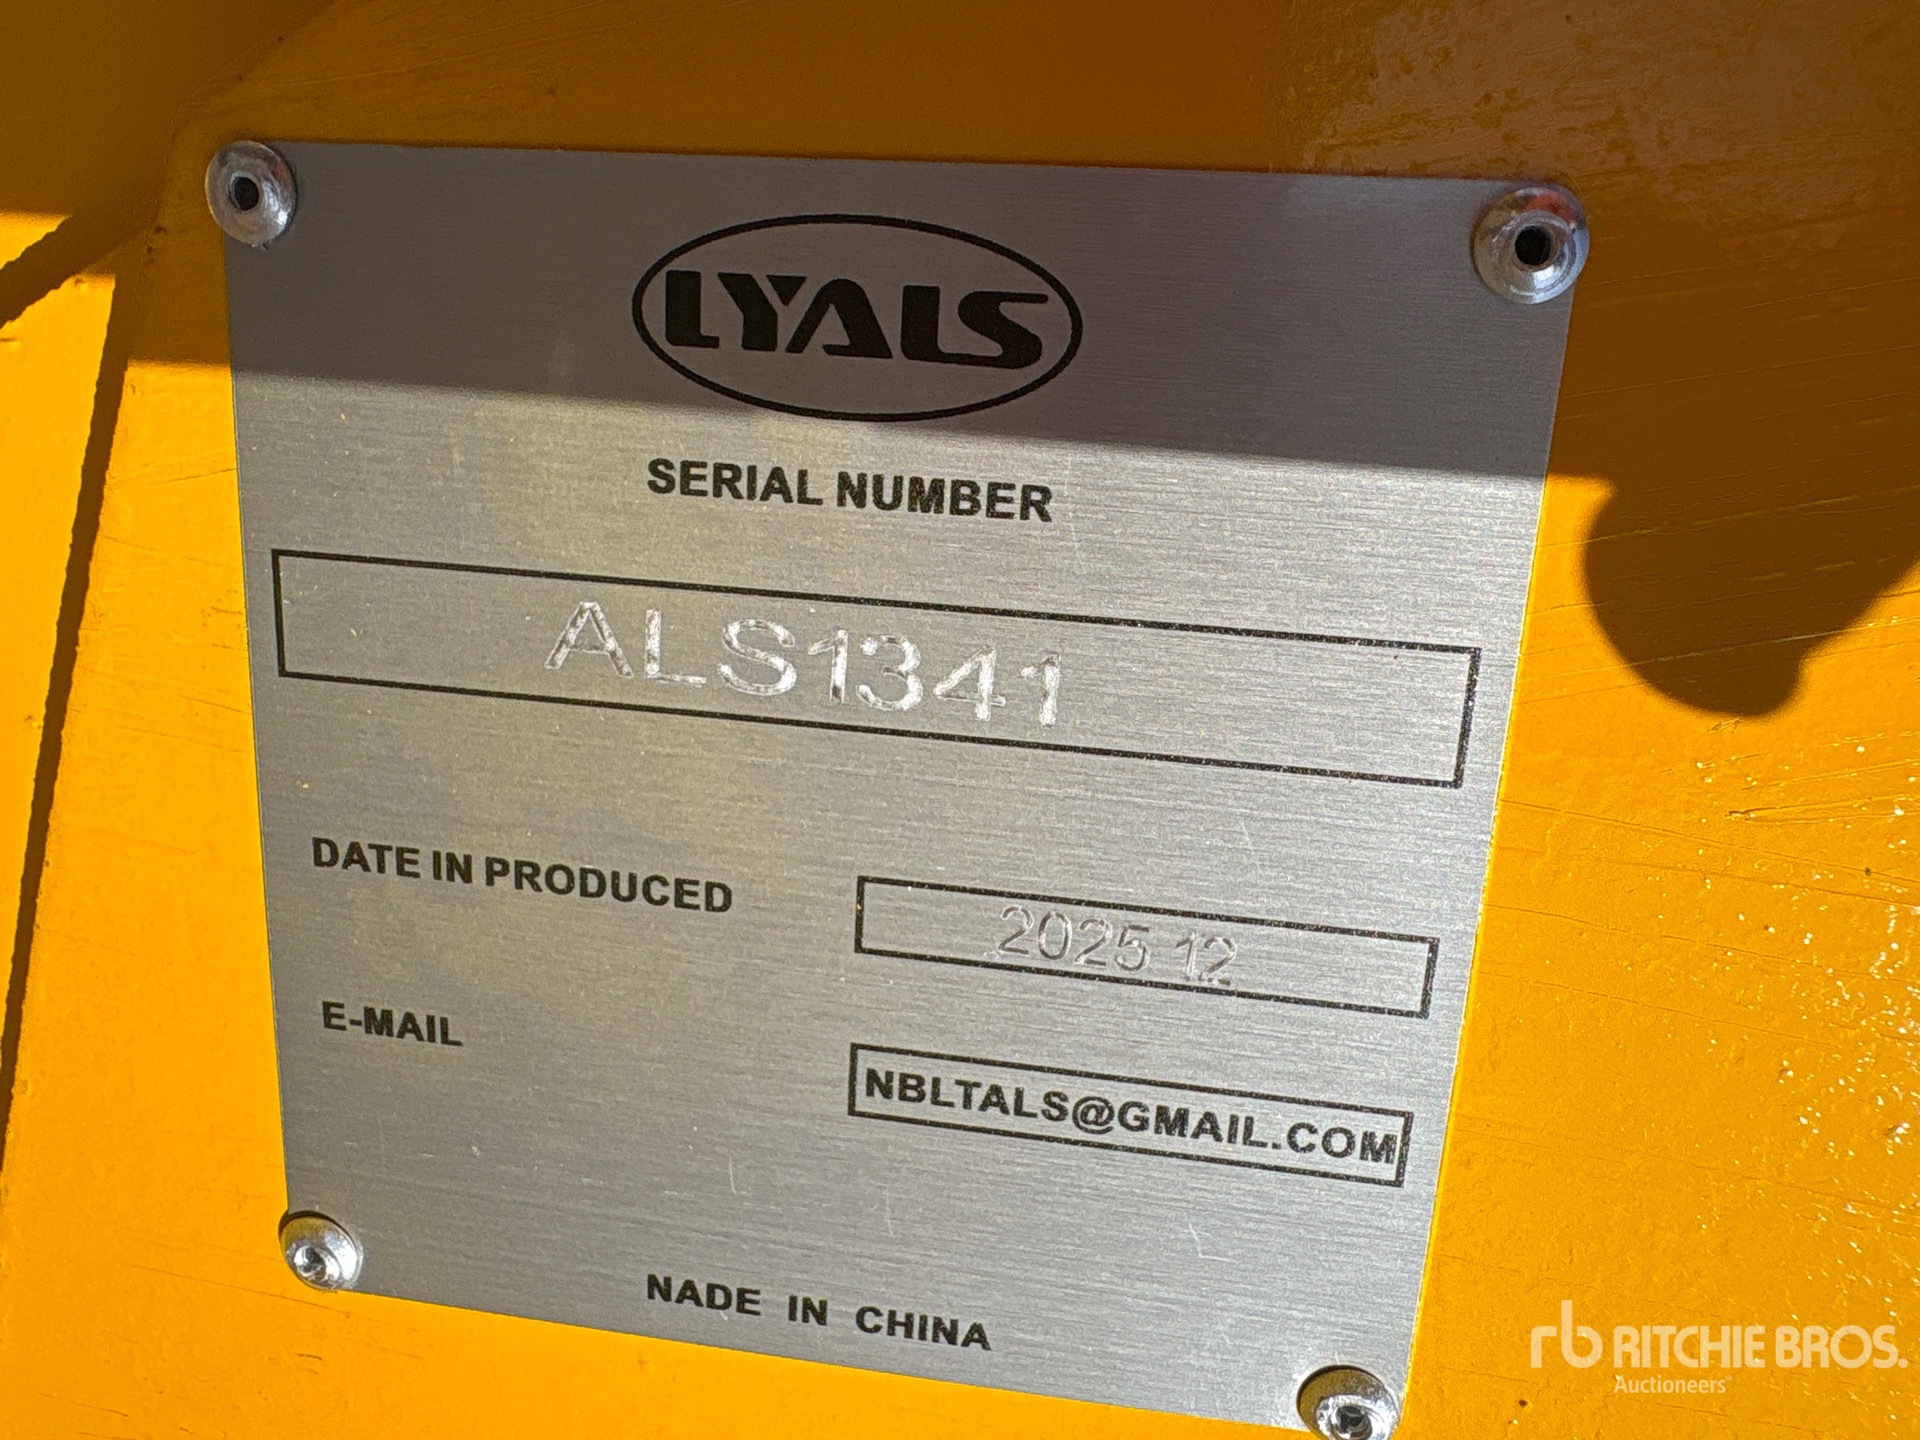 LYALS
SERIAL NUMBER
ALS1341
DATE IN PRODUCED
2025 12
E-MAIL
NBLTALS@GMAIL.COM
NADE IN CHINA
rb RITCHIE BROS.
Auctioneers